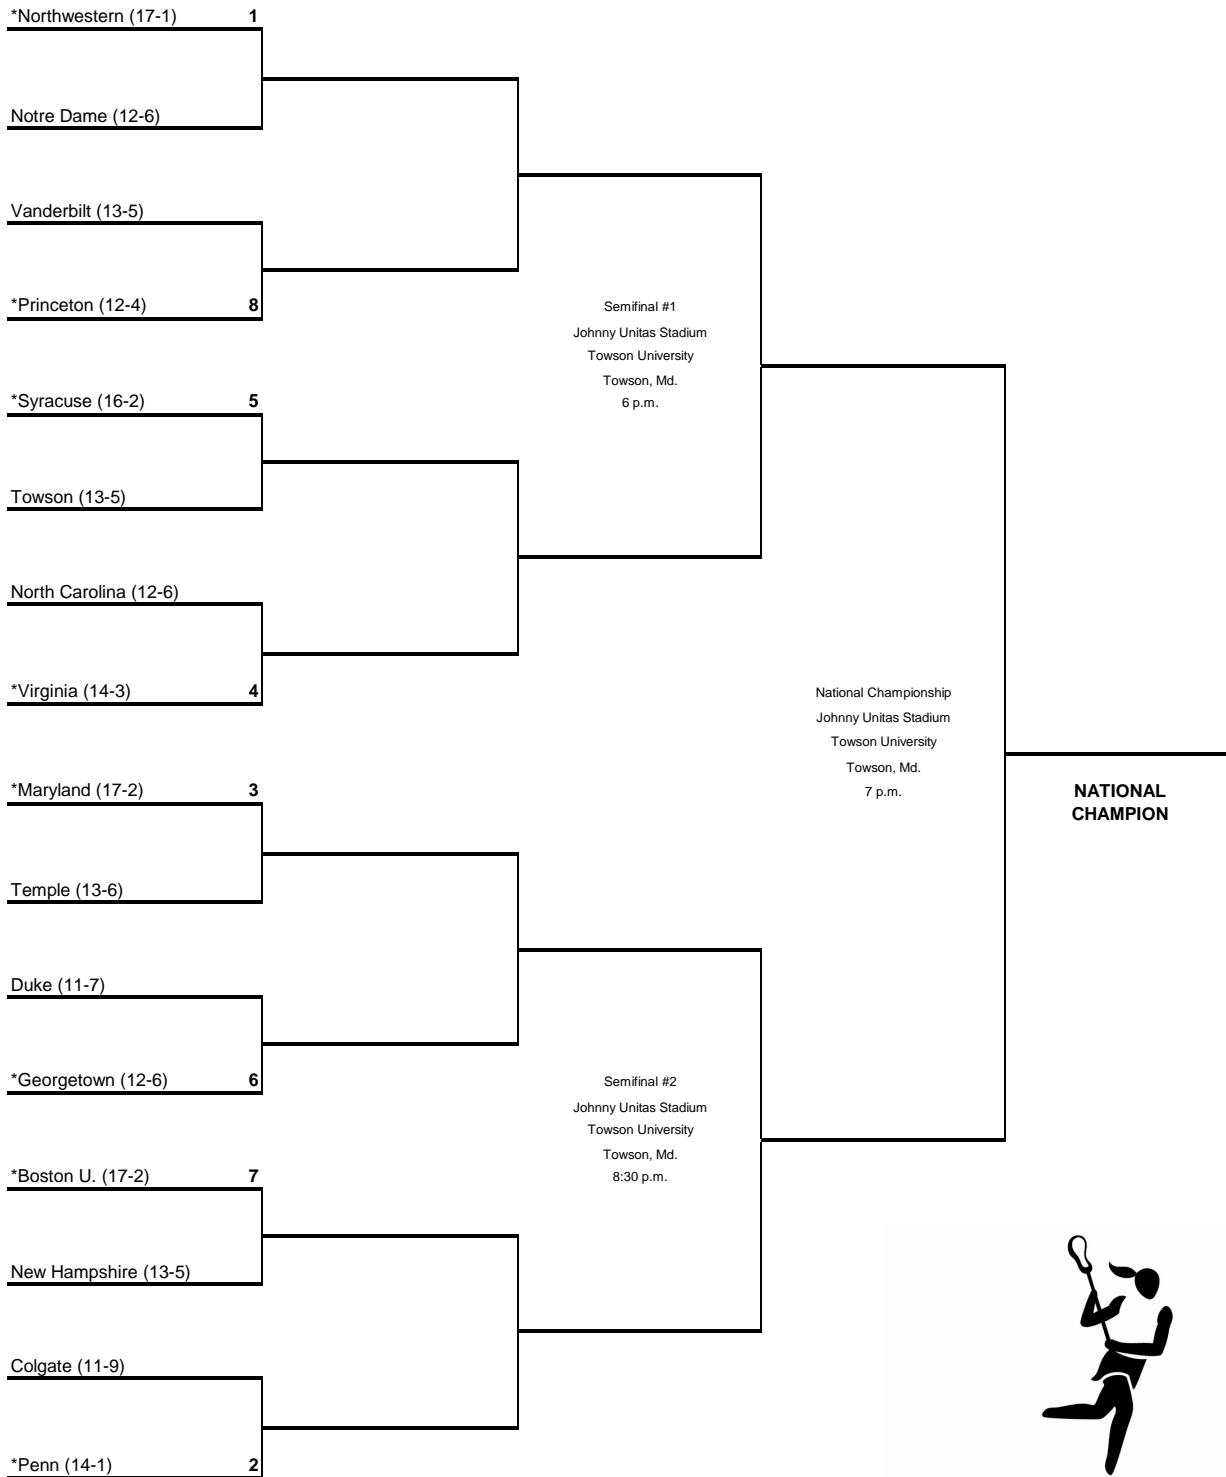 *Northwestern (17-1) 1
Notre Dame (12-6)
Vanderbilt (13-5)
*Princeton (12-4) 8
Semifinal #1
Johnny Unitas Stadium
Towson University
Towson, Md.
6 p.m.
*Syracuse (16-2) 5
Towson (13-5)
North Carolina (12-6)
*Virginia (14-3) 4
National Championship
Johnny Unitas Stadium
Towson University
Towson, Md.
7 p.m.
*Maryland (17-2) 3
NATIONAL
CHAMPION
Temple (13-6)
Duke (11-7)
*Georgetown (12-6) 6
Semifinal #2
Johnny Unitas Stadium
Towson University
Towson, Md.
8:30 p.m.
*Boston U. (17-2) 7
New Hampshire (13-5)
Colgate (11-9)
*Penn (14-1) 2